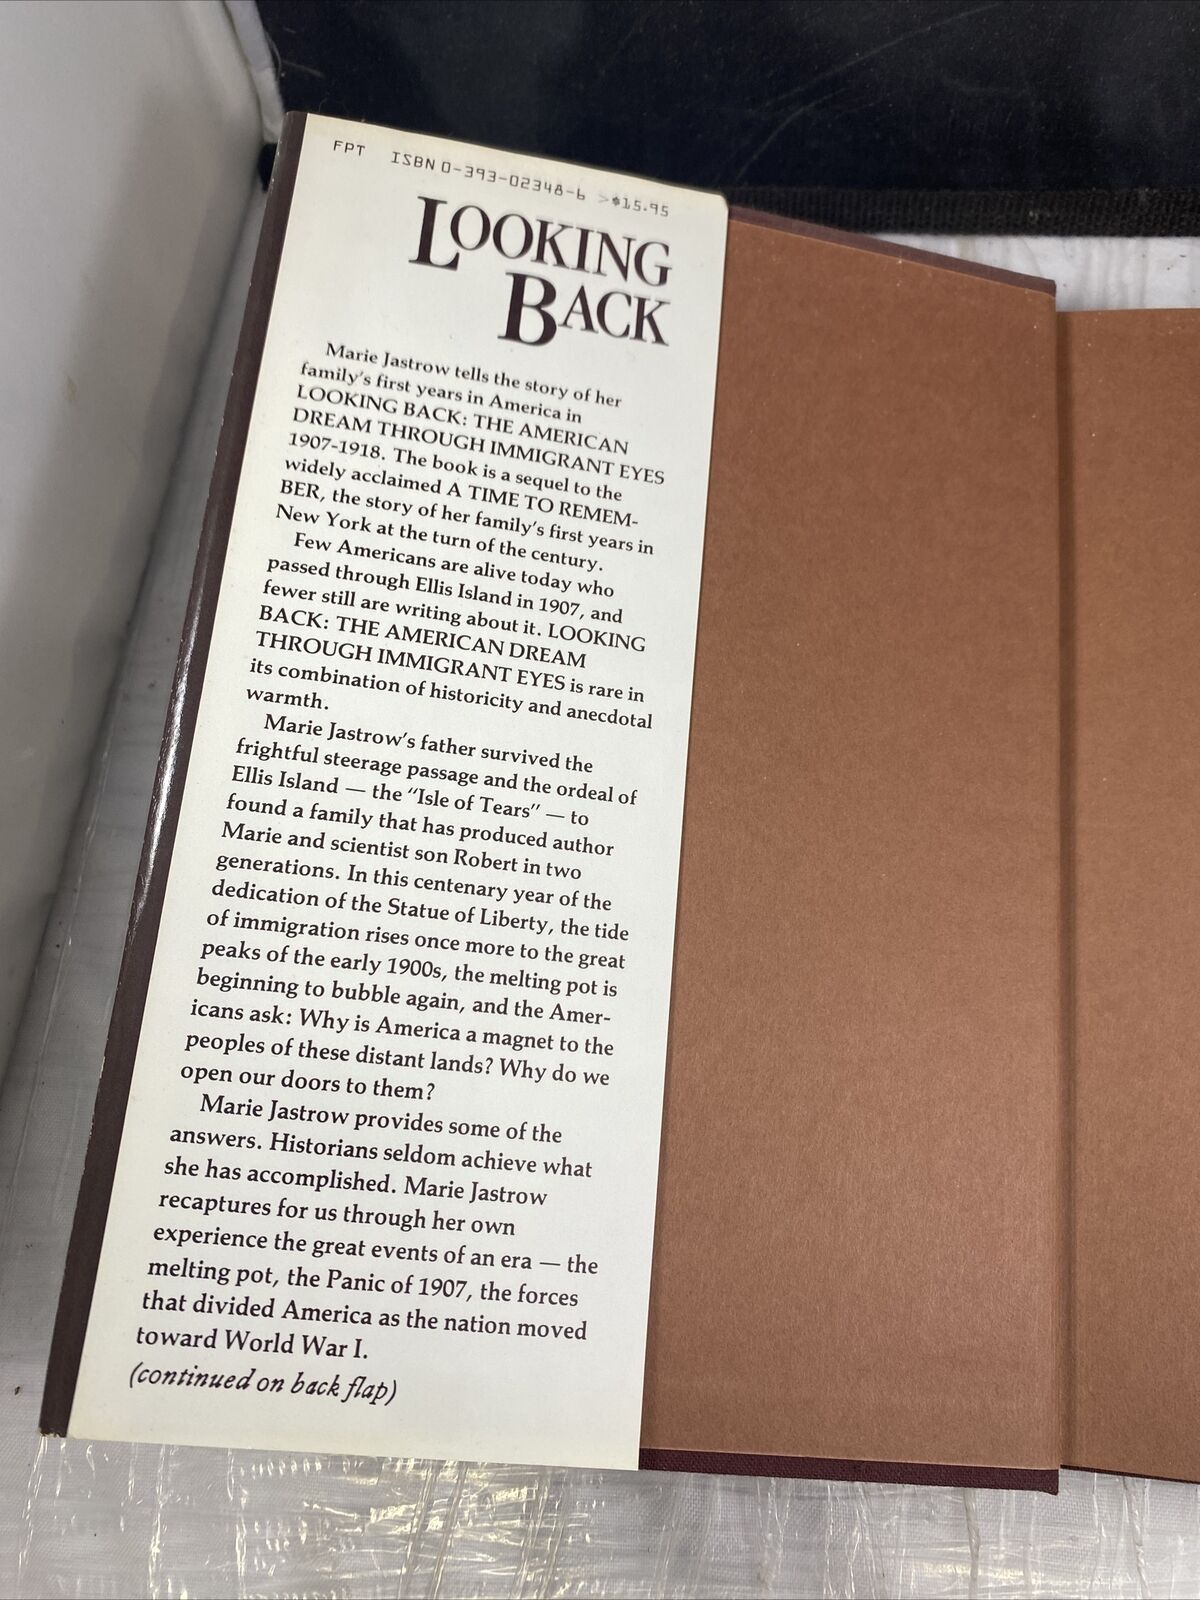 FPT ISBN 0-393-02348-6 >$15.95
LOOKING
BACK
Marie Jastrow tells the story of her
family's first years in America in
LOOKING BACK: THE AMERICAN
DREAM THROUGH IMMIGRANT EYES
1907-1918. The book is a sequel to the
widely acclaimed A TIME TO REMEM-
BER, the story of her family's first years in
New York at the turn of the century.
Few Americans are alive today who
passed through Ellis Island in 1907, and
fewer still are writing about it. LOOKING
BACK: THE AMERICAN DREAM
THROUGH IMMIGRANT EYES is rare in
its combination of historicity and anecdotal
warmth.
Marie Jastrow's father survived the
frightful steerage passage and the ordeal of
Ellis Island — the "Isle of Tears" — to
found a family that has produced author
Marie and scientist son Robert in two
generations. In this centenary year of the
dedication of the Statue of Liberty, the tide
of immigration rises once more to the great
peaks of the early 1900s, the melting pot is
beginning to bubble again, and the Amer-
icans ask: Why is America a magnet to the
peoples of these distant lands? Why do we
open our doors to them?
Marie Jastrow provides some of the
answers. Historians seldom achieve what
she has accomplished. Marie Jastrow
recaptures for us through her own
experience the great events of an era — the
melting pot, the Panic of 1907, the forces
that divided America as the nation moved
toward World War I.
(continued on back flap)